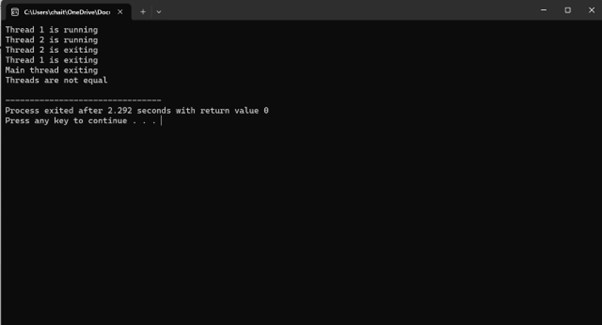 C:\Users\chait\OneDrive\Docu
Thread 1 is running
Thread 2 is running
Thread 2 is exiting
Thread 1 is exiting
Main thread exiting
Threads are not equal
--------------------------------
Process exited after 2.292 seconds with return value 0
Press any key to continue . . .